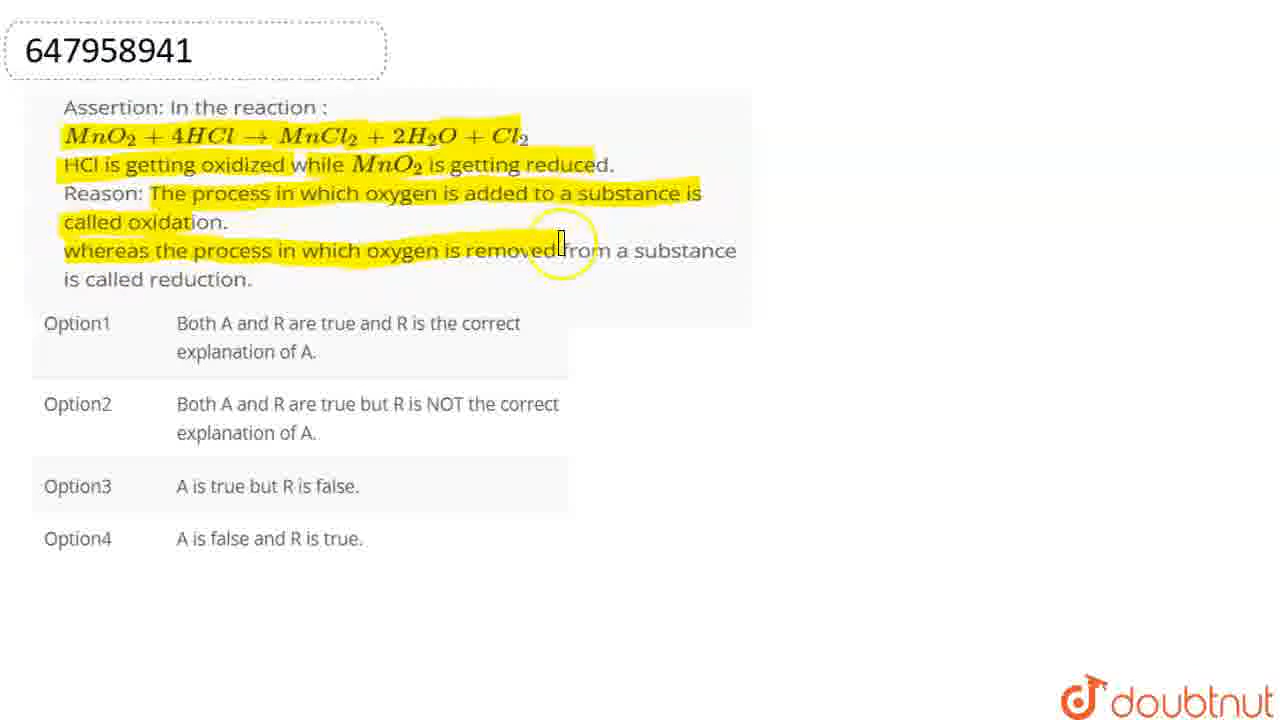 647958941
Assertion: In the reaction :
MnO₂ + 4HCl → MnCl₂ + 2H₂O + Cl₂
HCl is getting oxidized while MnO₂ is getting reduced.
Reason: The process in which oxygen is added to a substance is
called oxidation.
whereas the process in which oxygen is removed from a substance
is called reduction.
Option1 Both A and R are true and R is the correct
explanation of A.
Option2 Both A and R are true but R is NOT the correct
explanation of A.
Option3 A is true but R is false.
Option4 A is false and R is true.
doubtnut